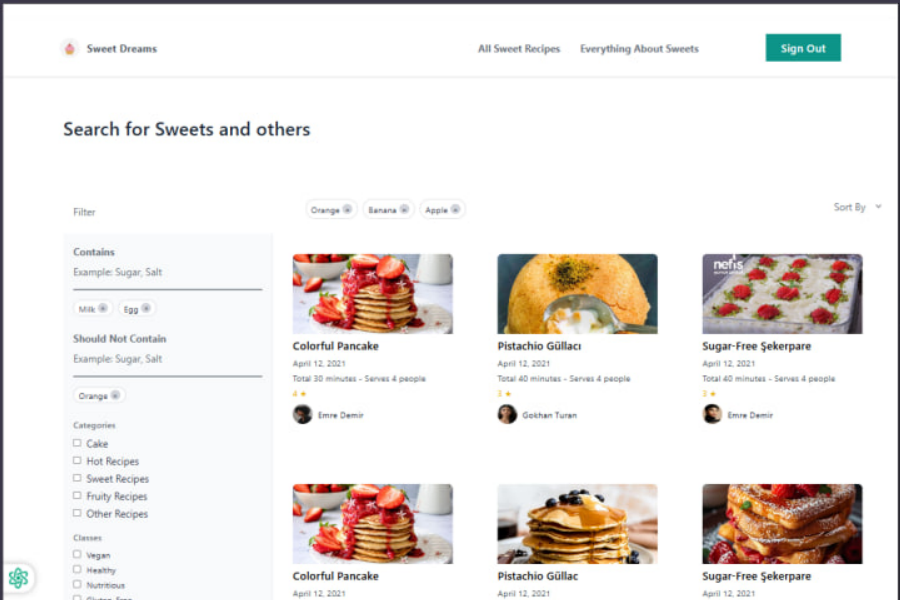 Sweet Dreams
All Sweet Recipes
Everything About Sweets
Sign Out
Search for Sweets and others
Filter
Orange
Banana
Apple
Sort By
Contains
Example: Sugar, Salt
Milk
Egg
Should Not Contain
Example: Sugar, Salt
Orange
Categories
Cake
Hot Recipes
Sweet Recipes
Fruity Recipes
Other Recipes
Classes
Vegan
Healthy
Nutritious
Gluten-Free
Colorful Pancake
April 12, 2021
Total 30 minutes - Serves 4 people
4 ★
Emre Demir
Pistachio Güllacı
April 12, 2021
Total 40 minutes - Serves 4 people
3 ★
Gokhan Turan
nefis
Sugar-Free Şekerpare
April 12, 2021
Total 40 minutes - Serves 4 people
3 ★
Emre Demir
Colorful Pancake
April 12, 2021
Pistachio Güllac
April 12, 2021
Sugar-Free Şekerpare
April 12, 2021